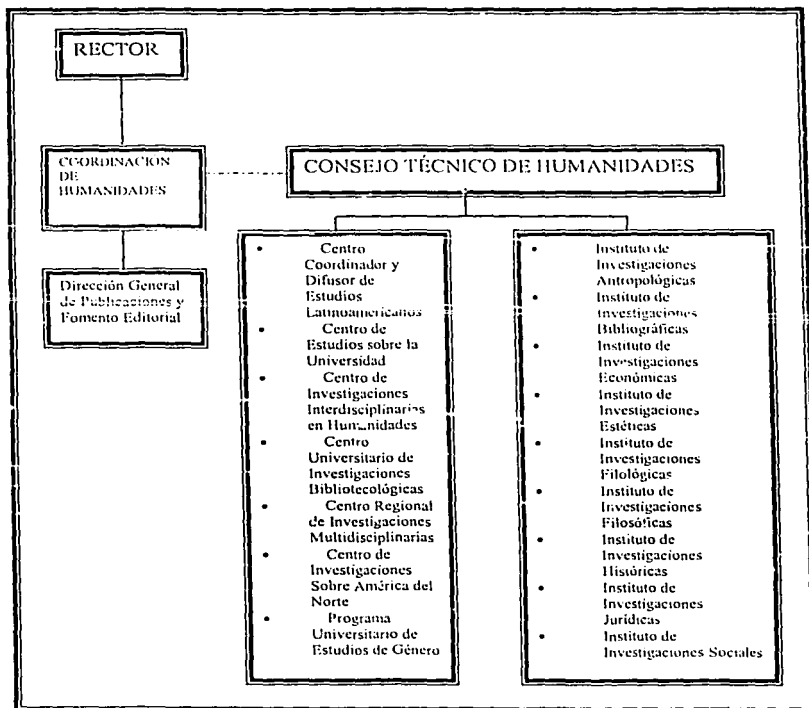 RECTOR
COORDINACION
DE
HUMANIDADES
CONSEJO TÉCNICO DE HUMANIDADES
Dirección General
de Publicaciones y
Fomento Editorial
• Centro
Coordinador y
Difusor de
Estudios
Latinoamericanos
• Centro de
Estudios sobre la
Universidad
• Centro de
Investigaciones
Interdisciplinarias
en Humanidades
• Centro
Universitario de
Investigaciones
Bibliotecológicas
• Centro Regional
de Investigaciones
Multidisciplinarias
• Centro de
Investigaciones
Sobre América del
Norte
• Programa
Universitario de
Estudios de Género
• Instituto de
Investigaciones
Antropológicas
• Instituto de
Investigaciones
Bibliográficas
• Instituto de
Investigaciones
Económicas
• Instituto de
Investigaciones
Estéticas
• Instituto de
Investigaciones
Filológicas
• Instituto de
Investigaciones
Filosóficas
• Instituto de
Investigaciones
Históricas
• Instituto de
Investigaciones
Jurídicas
• Instituto de
Investigaciones Sociales